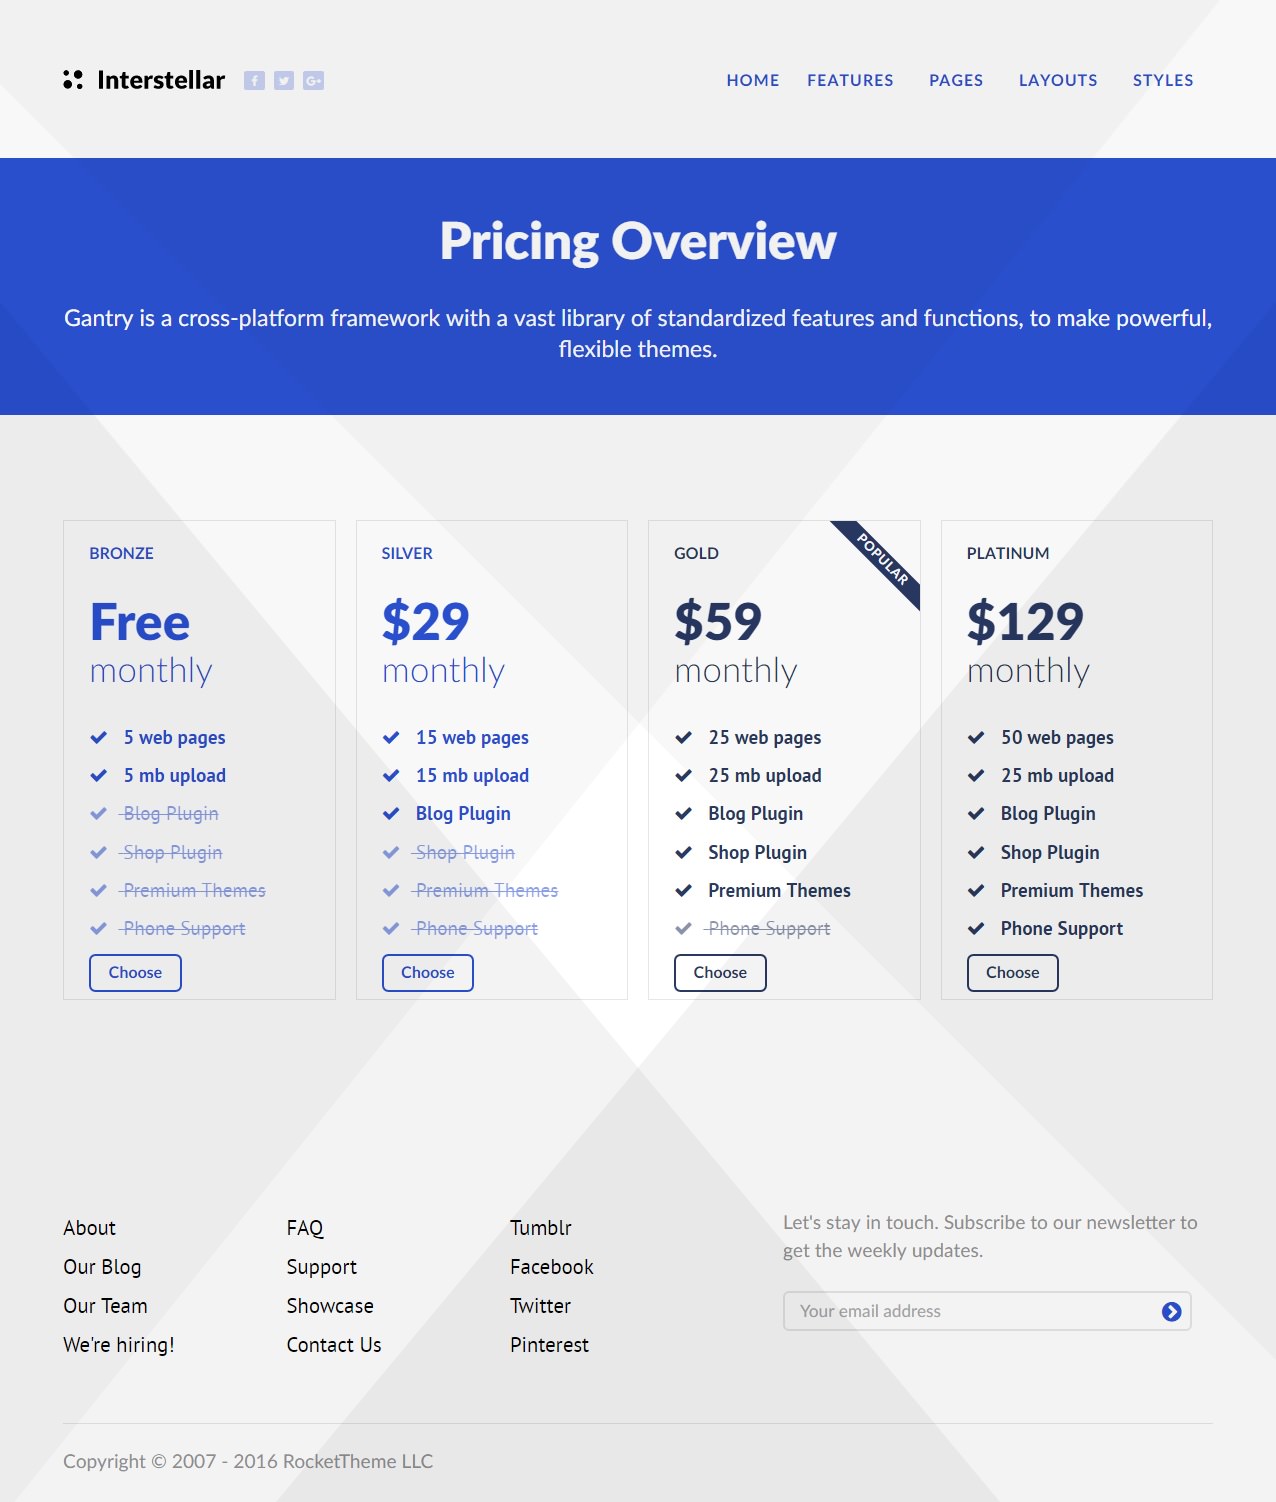 Interstellar
HOME FEATURES PAGES LAYOUTS STYLES
Pricing Overview
Gantry is a cross-platform framework with a vast library of standardized features and functions, to make powerful,
flexible themes.
BRONZE
Free
monthly
5 web pages
5 mb upload
Blog Plugin
Shop Plugin
Premium Themes
Phone Support
Choose
SILVER
$29
monthly
15 web pages
15 mb upload
Blog Plugin
Shop Plugin
Premium Themes
Phone Support
Choose
GOLD
POPULAR
$59
monthly
25 web pages
25 mb upload
Blog Plugin
Shop Plugin
Premium Themes
Phone Support
Choose
PLATINUM
$129
monthly
50 web pages
25 mb upload
Blog Plugin
Shop Plugin
Premium Themes
Phone Support
Choose
About
Our Blog
Our Team
We're hiring!
FAQ
Support
Showcase
Contact Us
Tumblr
Facebook
Twitter
Pinterest
Let's stay in touch. Subscribe to our newsletter to
get the weekly updates.
Your email address
Copyright © 2007 - 2016 RocketTheme LLC